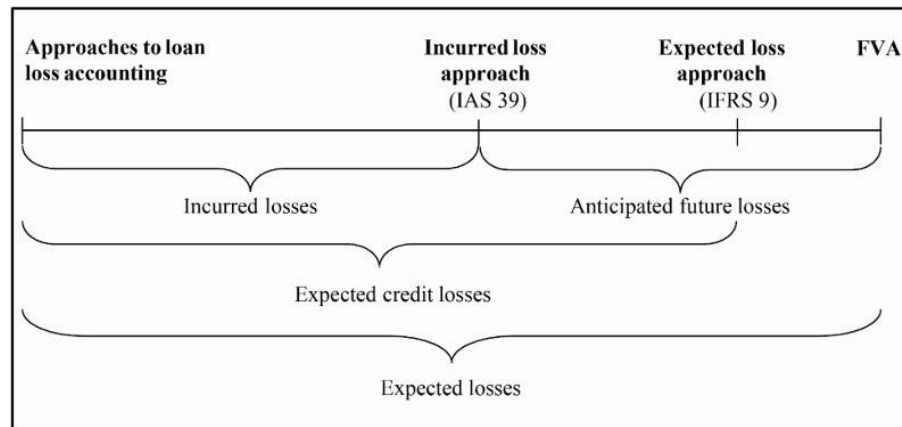 Approaches to loan
loss accounting
Incurred loss
approach
(IAS 39)
Expected loss
approach
(IFRS 9)
FVA
Incurred losses
Anticipated future losses
Expected credit losses
Expected losses